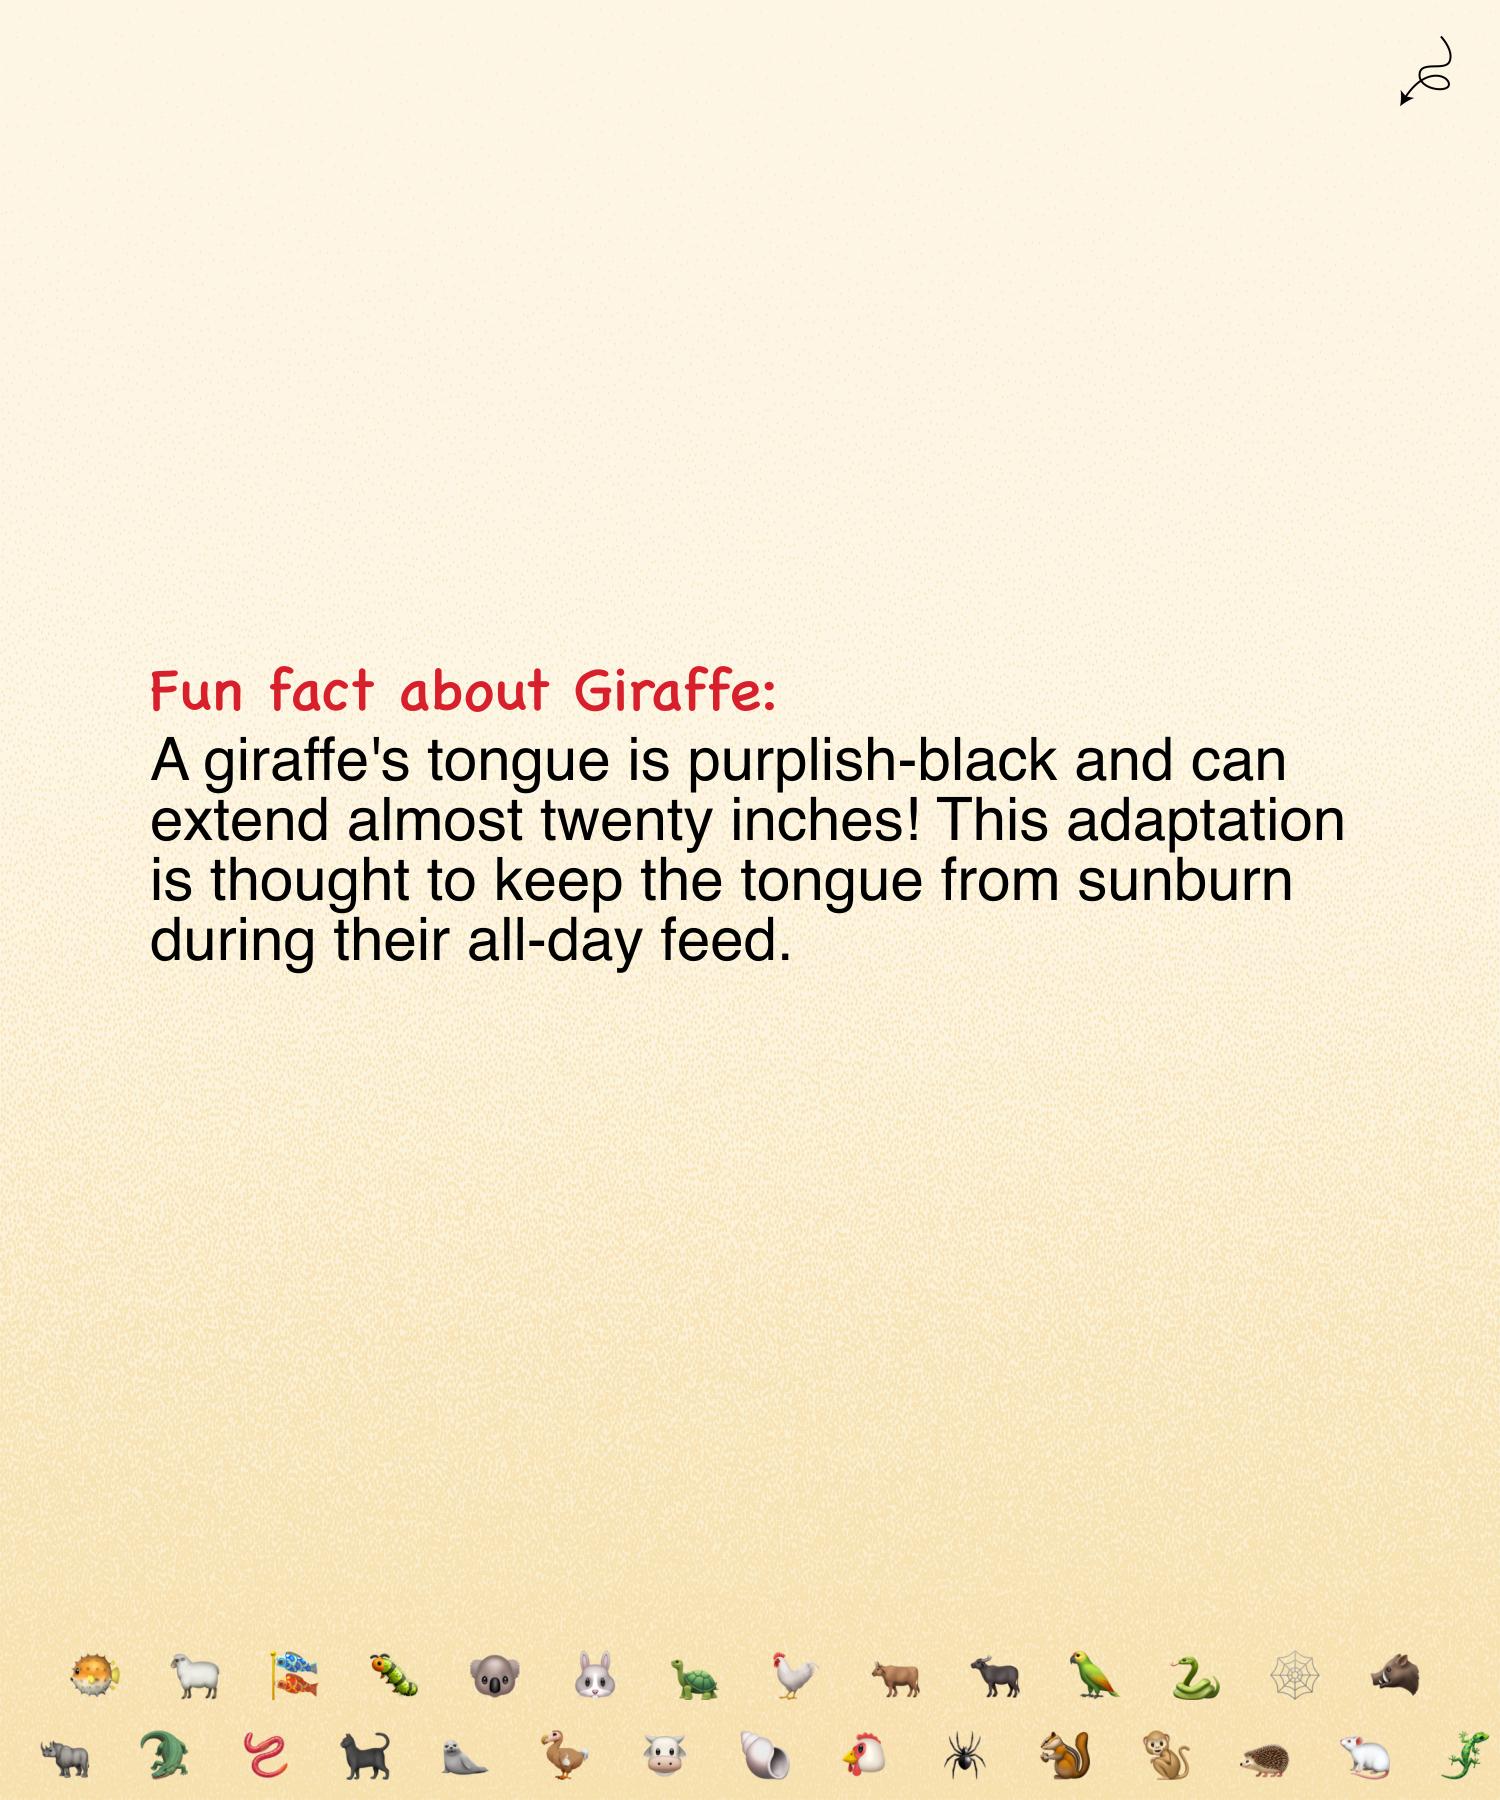 Fun fact about Giraffe:
A giraffe's tongue is purplish-black and can
extend almost twenty inches! This adaptation
is thought to keep the tongue from sunburn
during their all-day feed.